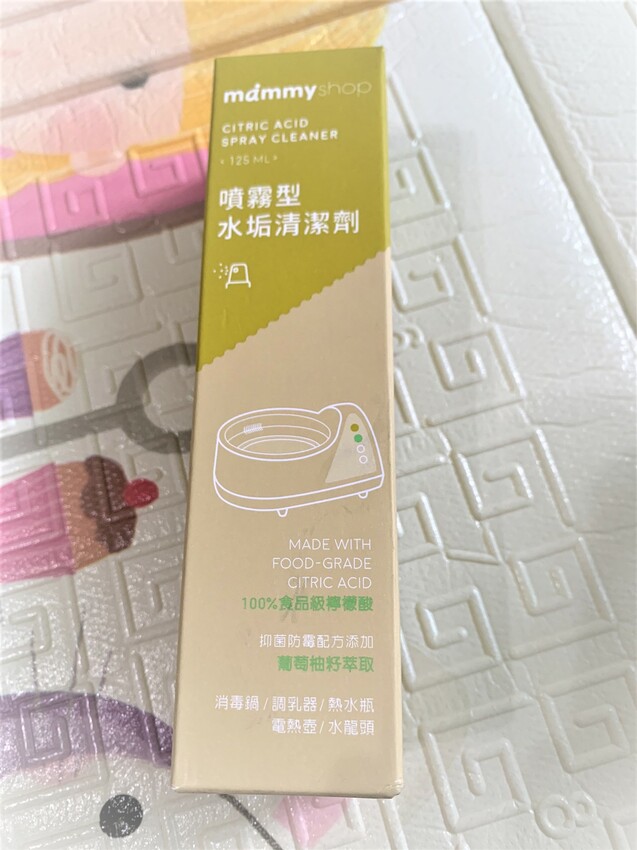 mammyshop
CITRIC ACID
SPRAY CLEANER
125 ML
噴霧型
水垢清潔劑
MADE WITH
FOOD-GRADE
CITRIC ACID
100%食品級檸檬酸
抑菌防霉配方添加
葡萄柚籽萃取
消毒鍋/調乳器/熱水瓶
電熱壺/水龍頭